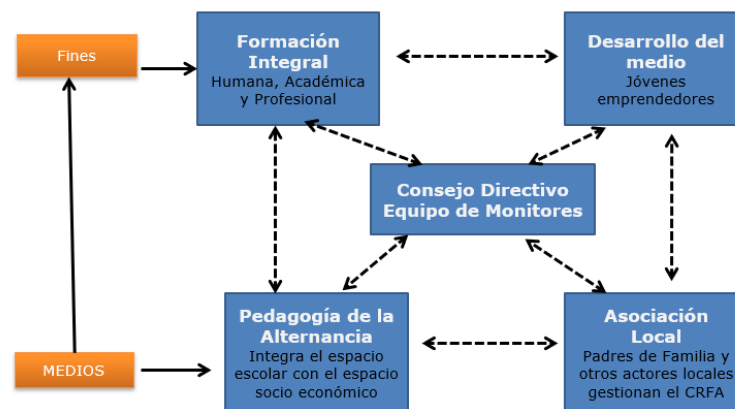 Fines
Formación
Integral
Humana, Académica
y Profesional
Desarrollo del
medio
Jóvenes
emprendedores
Consejo Directivo
Equipo de Monitores
MEDIOS
Pedagogía de la
Alternancia
Integra el espacio
escolar con el espacio
socio económico
Asociación
Local
Padres de Familia y
otros actores locales
gestionan el CRFA